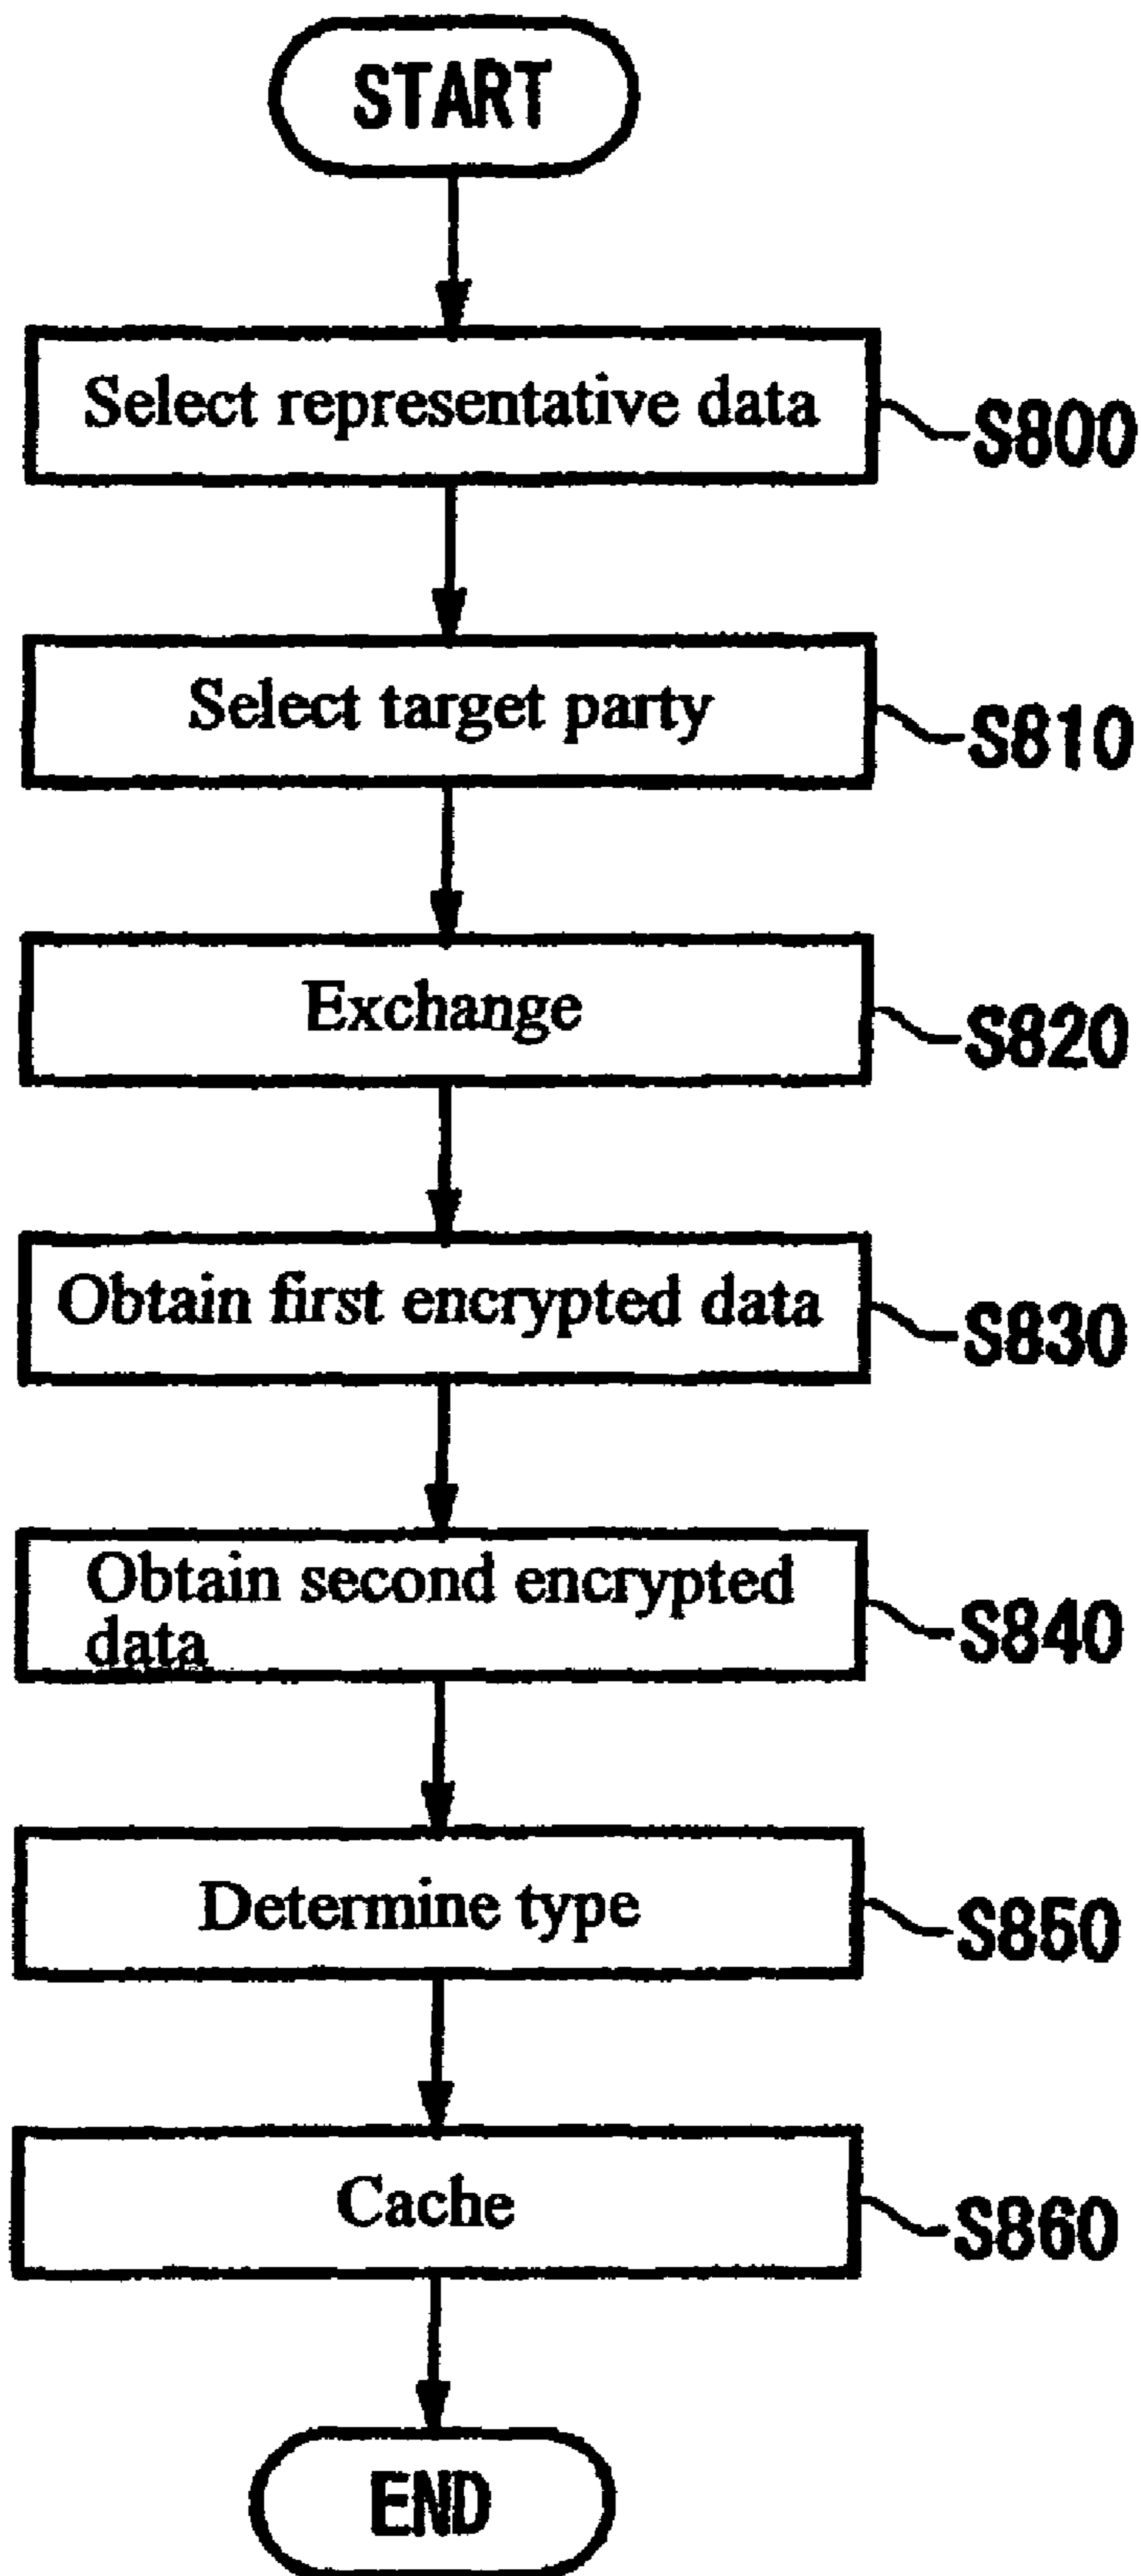 START
Select representative data
S800
Select target party
S810
Exchange
S820
Obtain first encrypted data
S830
Obtain second encrypted
data
S840
Determine type
S850
Cache
S860
END